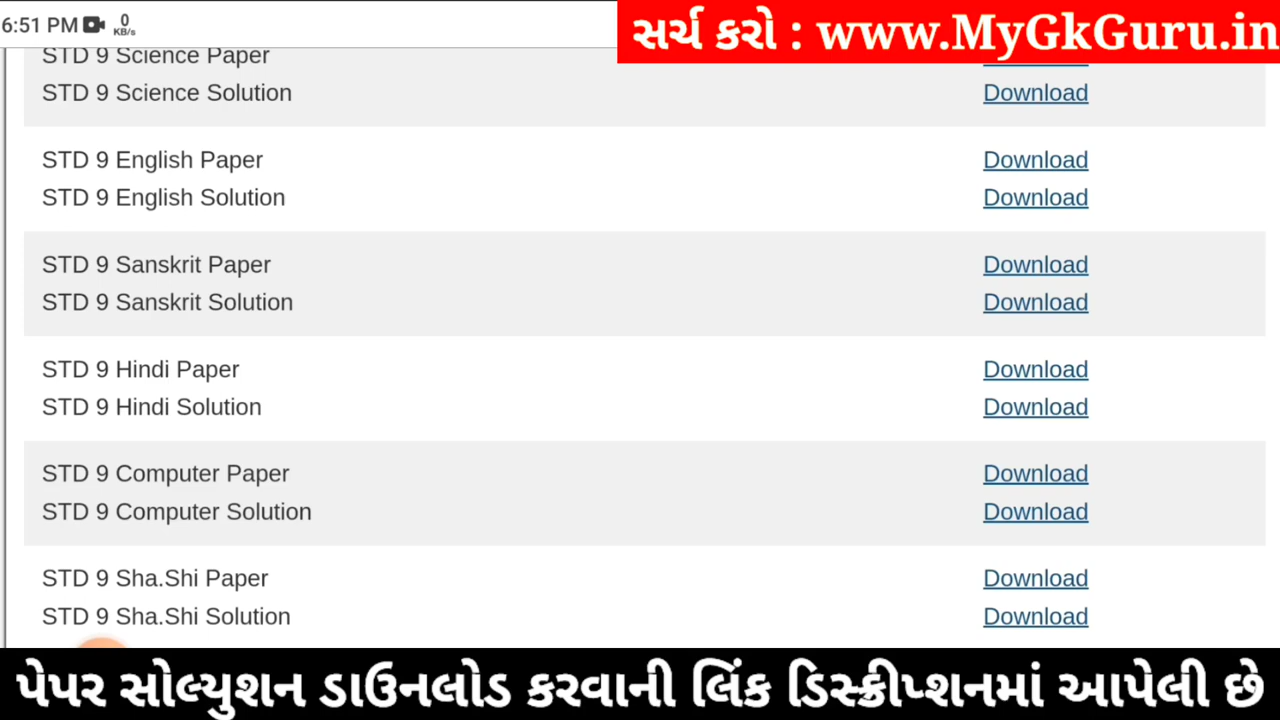 6:51 PM 0 KB/s
સર્ચ કરો : www.MyGkGuru.in
STD 9 Science Paper
STD 9 Science Solution Download
STD 9 English Paper Download
STD 9 English Solution Download
STD 9 Sanskrit Paper Download
STD 9 Sanskrit Solution Download
STD 9 Hindi Paper Download
STD 9 Hindi Solution Download
STD 9 Computer Paper Download
STD 9 Computer Solution Download
STD 9 Sha.Shi Paper Download
STD 9 Sha.Shi Solution Download
પેપર સોલ્યુશન ડાઉનલોડ કરવાની લિંક ડિસ્ક્રીપ્શનમાં આપેલી છે